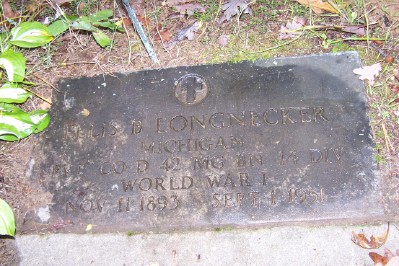 ELLIS B LONGNECKER
MICHIGAN
CO D 42 MG BN 14 DIV
WORLD WAR I
NOV 11 1893 SEPT 1 1951